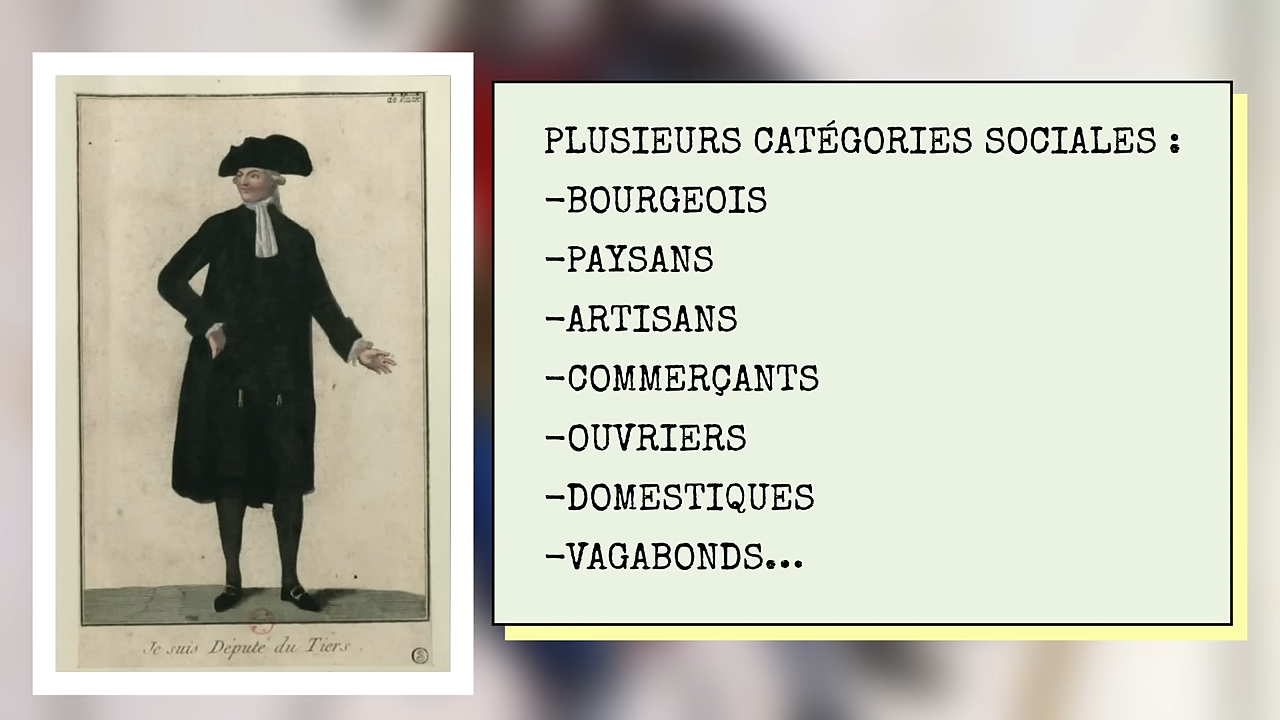 PLUSIEURS CATÉGORIES SOCIALES :
-BOURGEOIS
-PAYSANS
-ARTISANS
-COMMERÇANTS
-OUVRIERS
-DOMESTIQUES
-VAGABONDS...
Je suis Député du Tiers.